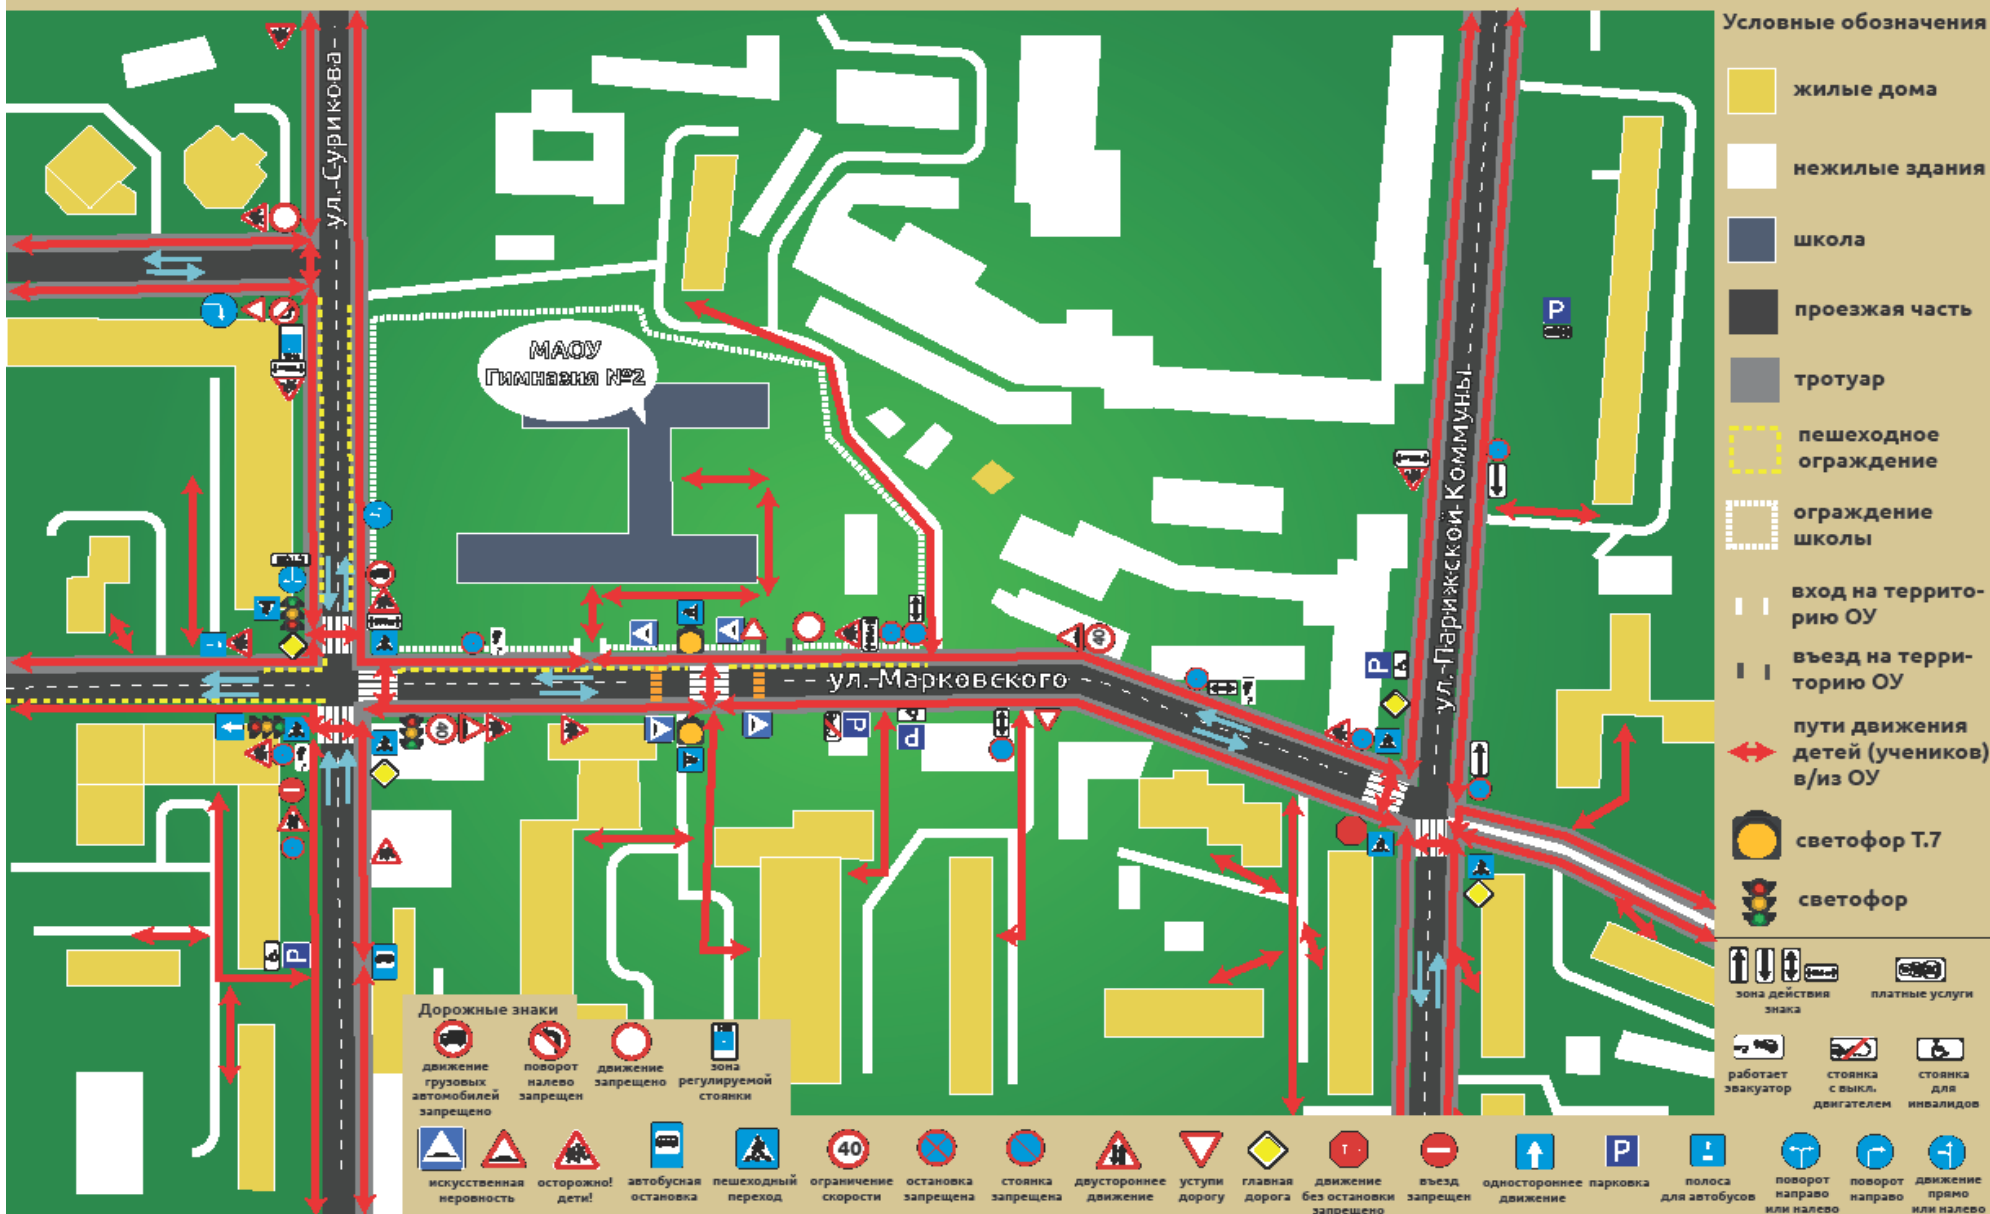 ул. Сурикова
МАОУ
Гимназия №2
ул. Марковского
ул. Парижской Коммуны
P
P
P
P
P
40
40
Условные обозначения
жилые дома
нежилые здания
школа
проезжая часть
тротуар
пешеходное
ограждение
ограждение
школы
вход на террито-
рию ОУ
въезд на терри-
торию ОУ
пути движения
детей (учеников)
в/из ОУ
светофор Т.7
светофор
зона действия
знака
платные услуги
работает
эвакуатор
стоянка
с выкл.
двигателем
стоянка
для
инвалидов
Дорожные знаки
движение
грузовых
автомобилей
запрещено
поворот
налево
запрещен
движение
запрещено
зона
регулируемой
стоянки
искусственная
неровность
осторожно!
дети!
автобусная
остановка
пешеходный
переход
40
ограничение
скорости
остановка
запрещена
стоянка
запрещена
двустороннее
движение
уступи
дорогу
главная
дорога
движение
без остановки
запрещено
въезд
запрещен
одностороннее
движение
P
парковка
полоса
для автобусов
поворот
направо
или налево
поворот
направо
движение
прямо
или налево